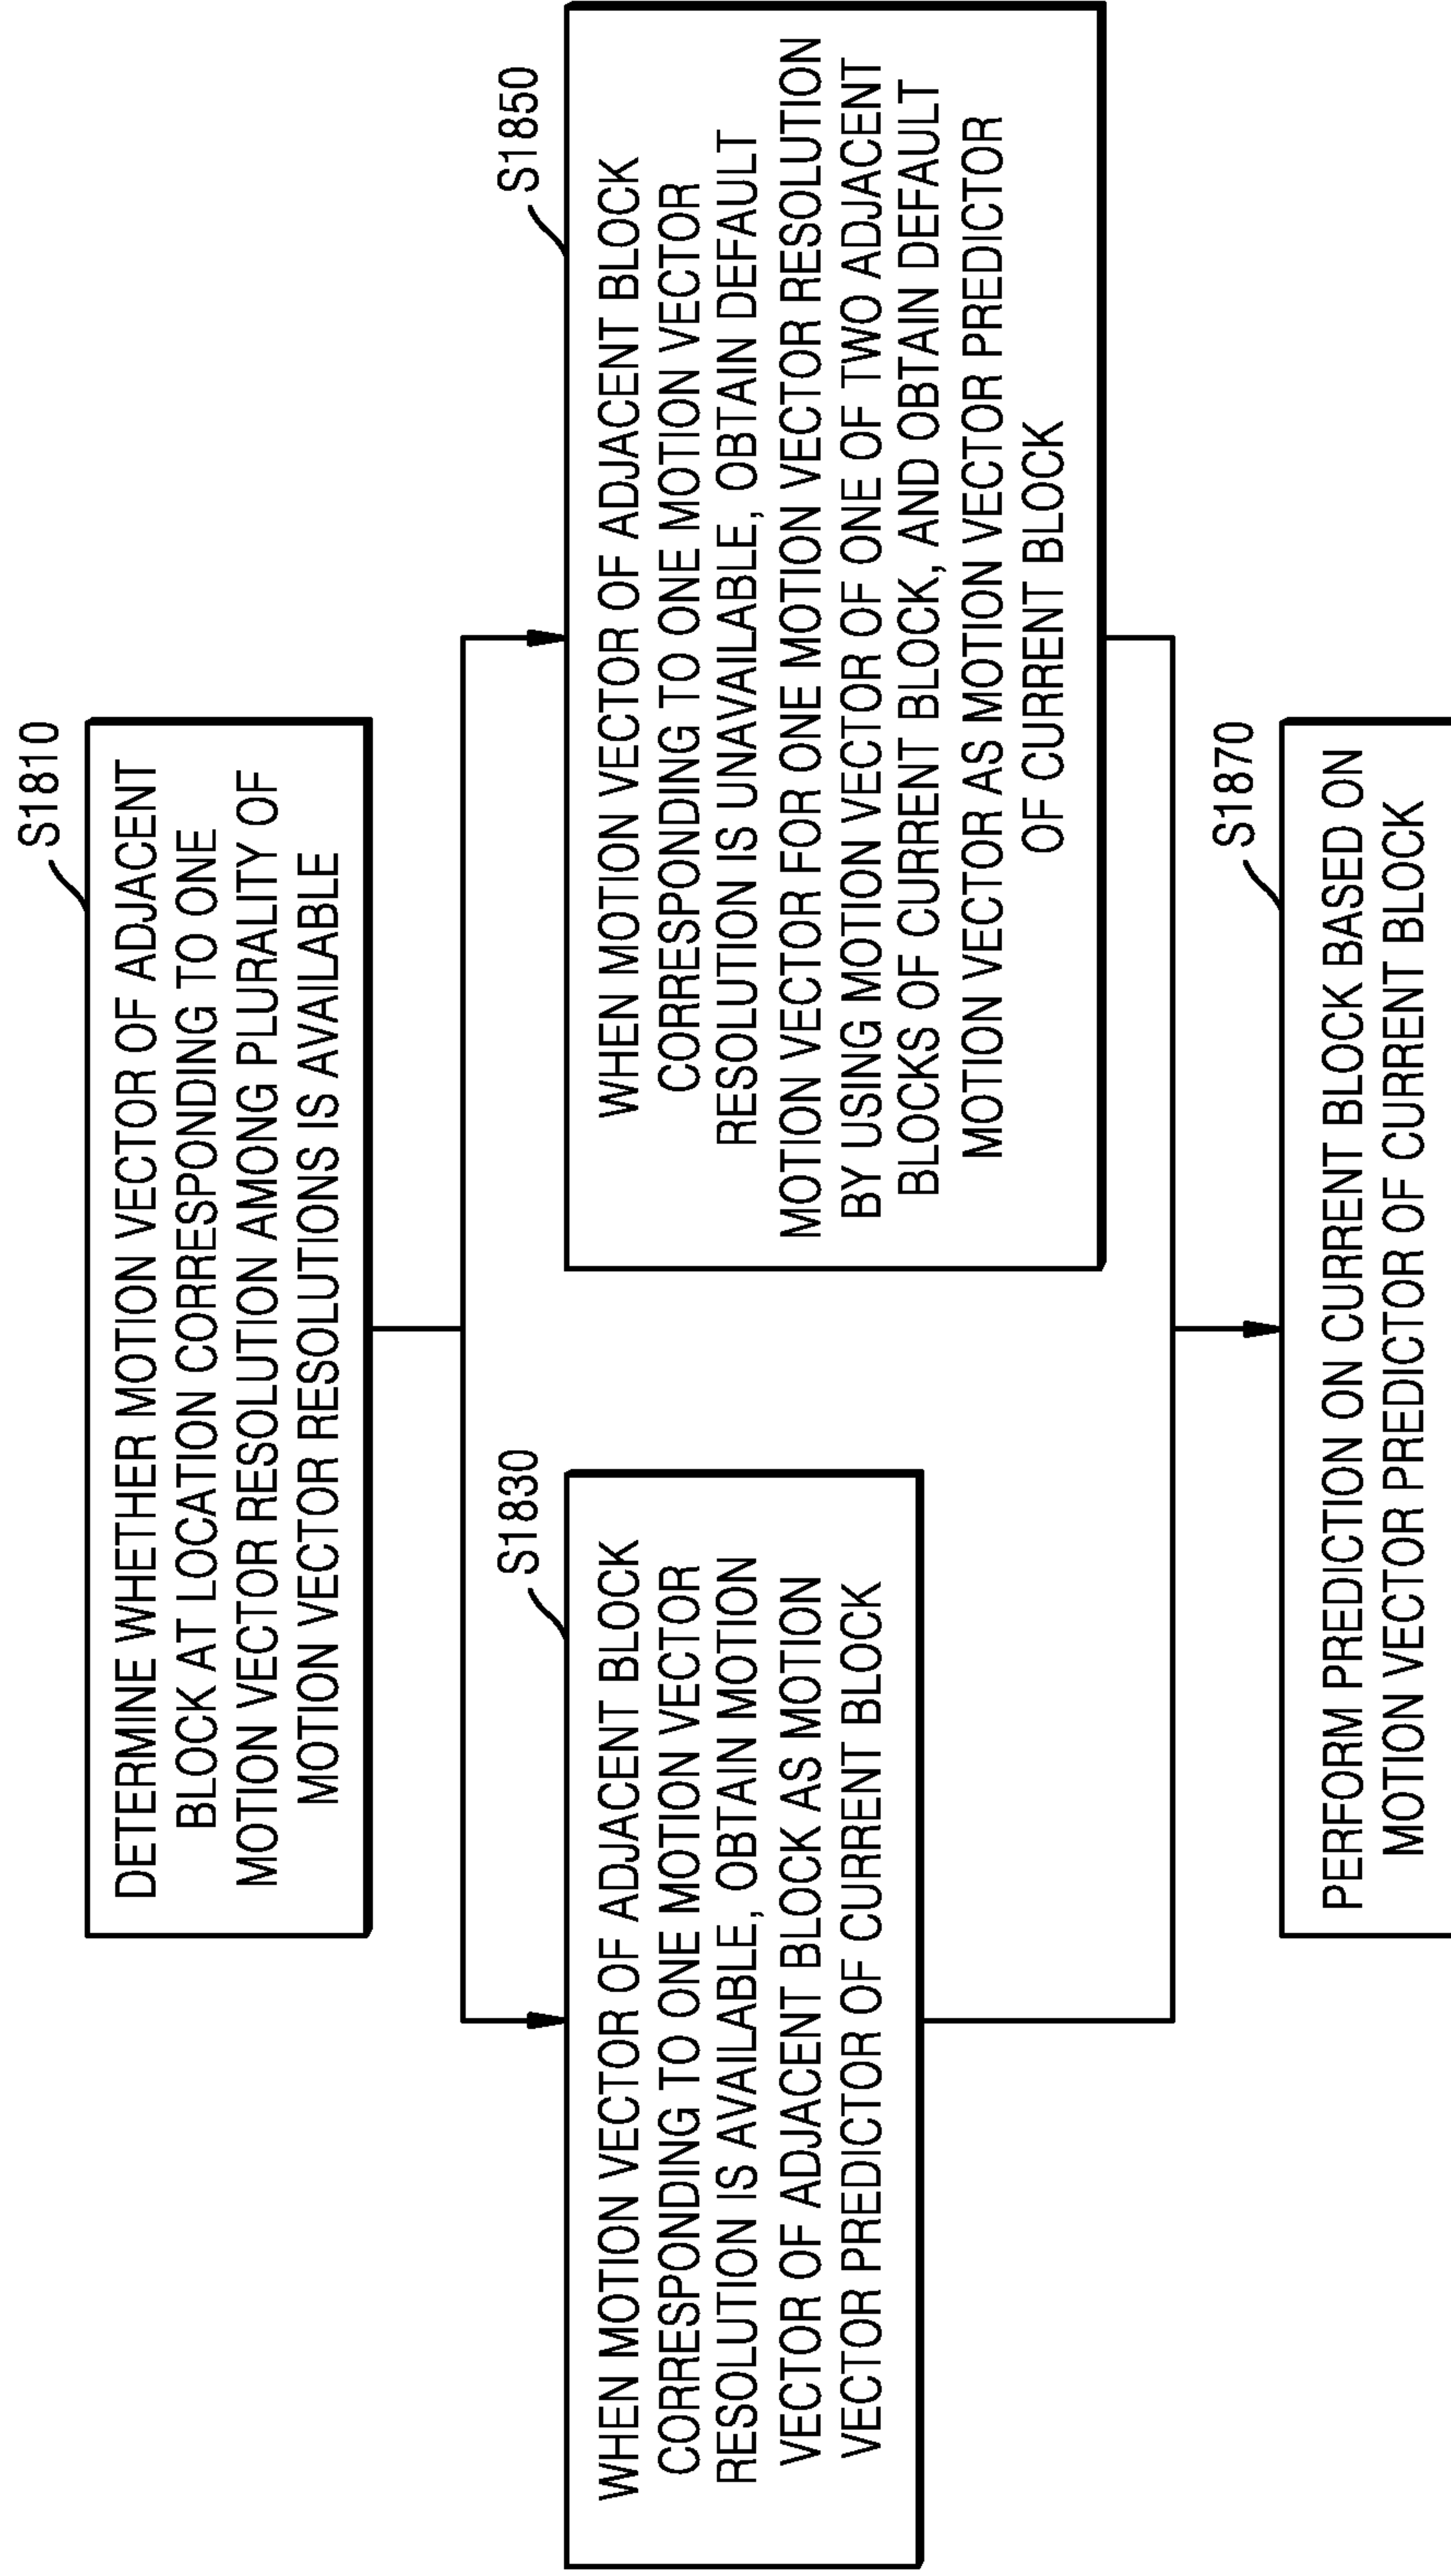 S1810
DETERMINE WHETHER MOTION VECTOR OF ADJACENT
BLOCK AT LOCATION CORRESPONDING TO ONE
MOTION VECTOR RESOLUTION AMONG PLURALITY OF
MOTION VECTOR RESOLUTIONS IS AVAILABLE
S1830
WHEN MOTION VECTOR OF ADJACENT BLOCK
CORRESPONDING TO ONE MOTION VECTOR
RESOLUTION IS AVAILABLE, OBTAIN MOTION
VECTOR OF ADJACENT BLOCK AS MOTION
VECTOR PREDICTOR OF CURRENT BLOCK
S1850
WHEN MOTION VECTOR OF ADJACENT BLOCK
CORRESPONDING TO ONE MOTION VECTOR
RESOLUTION IS UNAVAILABLE, OBTAIN DEFAULT
MOTION VECTOR FOR ONE MOTION VECTOR RESOLUTION
BY USING MOTION VECTOR OF ONE OF TWO ADJACENT
BLOCKS OF CURRENT BLOCK, AND OBTAIN DEFAULT
MOTION VECTOR AS MOTION VECTOR PREDICTOR
OF CURRENT BLOCK
S1870
PERFORM PREDICTION ON CURRENT BLOCK BASED ON
MOTION VECTOR PREDICTOR OF CURRENT BLOCK